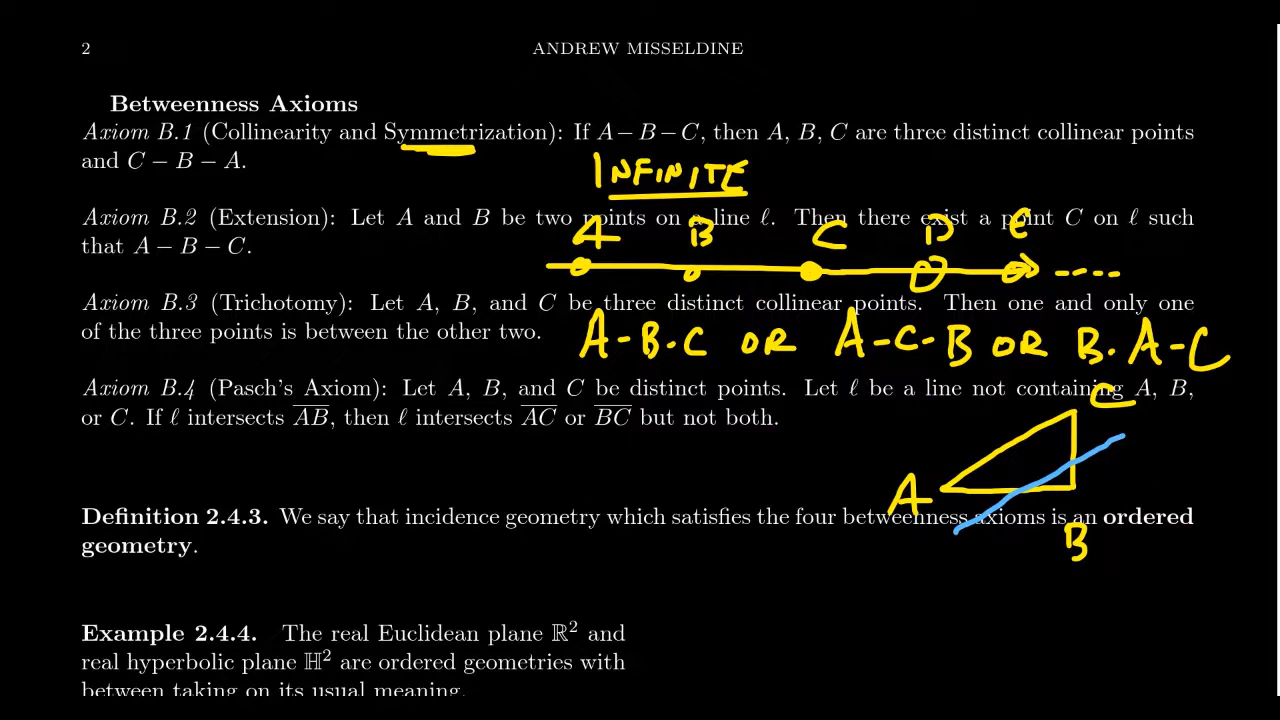 2 ANDREW MISSELDINE
Betweenness Axioms
Axiom B.1 (Collinearity and Symmetrization): If A − B − C, then A, B, C are three distinct collinear points
and C − B − A.
INFINITE
Axiom B.2 (Extension): Let A and B be two points on a line ℓ. Then there exist a point C on ℓ such
that A − B − C.
A B C D E
Axiom B.3 (Trichotomy): Let A, B, and C be three distinct collinear points. Then one and only one
of the three points is between the other two.
A-B-C OR A-C-B OR B-A-C
Axiom B.4 (Pasch's Axiom): Let A, B, and C be distinct points. Let ℓ be a line not containing A, B,
or C. If ℓ intersects A̅B̅, then ℓ intersects A̅C̅ or B̅C̅ but not both.
C
A
B
Definition 2.4.3. We say that incidence geometry which satisfies the four betweenness axioms is an ordered
geometry.
Example 2.4.4. The real Euclidean plane ℝ² and
real hyperbolic plane ℍ² are ordered geometries with
between taking on its usual meaning.